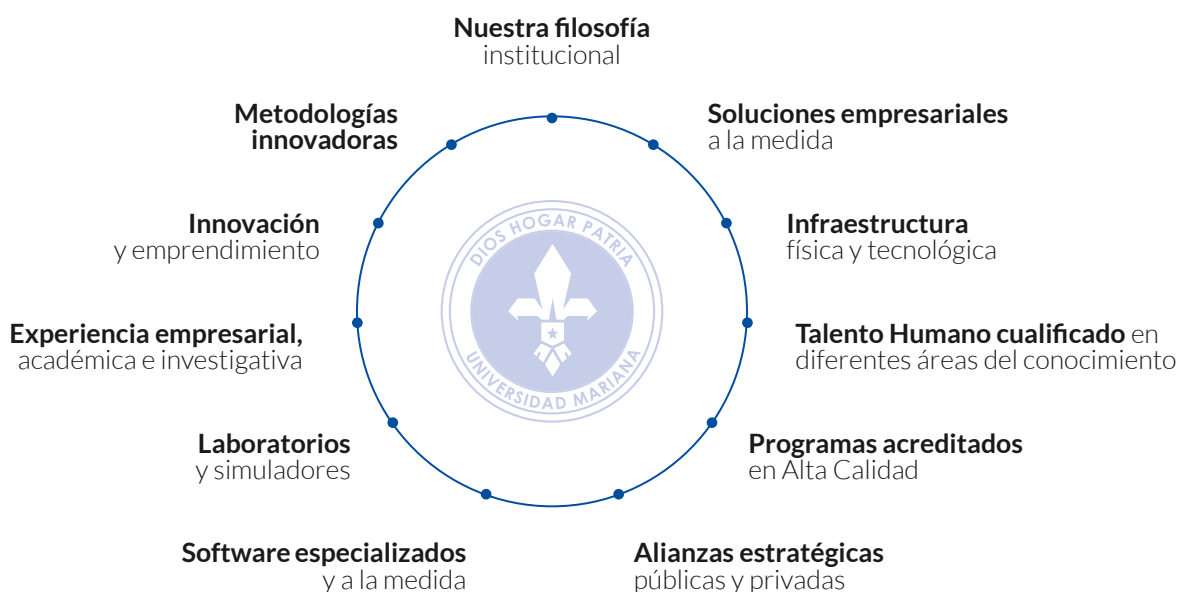 Nuestra filosofía
institucional
Metodologías
innovadoras
Soluciones empresariales
a la medida
Innovación
y emprendimiento
Infraestructura
física y tecnológica
Experiencia empresarial,
académica e investigativa
Talento Humano cualificado en
diferentes áreas del conocimiento
Laboratorios
y simuladores
Programas acreditados
en Alta Calidad
Software especializados
y a la medida
Alianzas estratégicas
públicas y privadas
DIOS HOGAR PATRIA
UNIVERSIDAD MARIANA